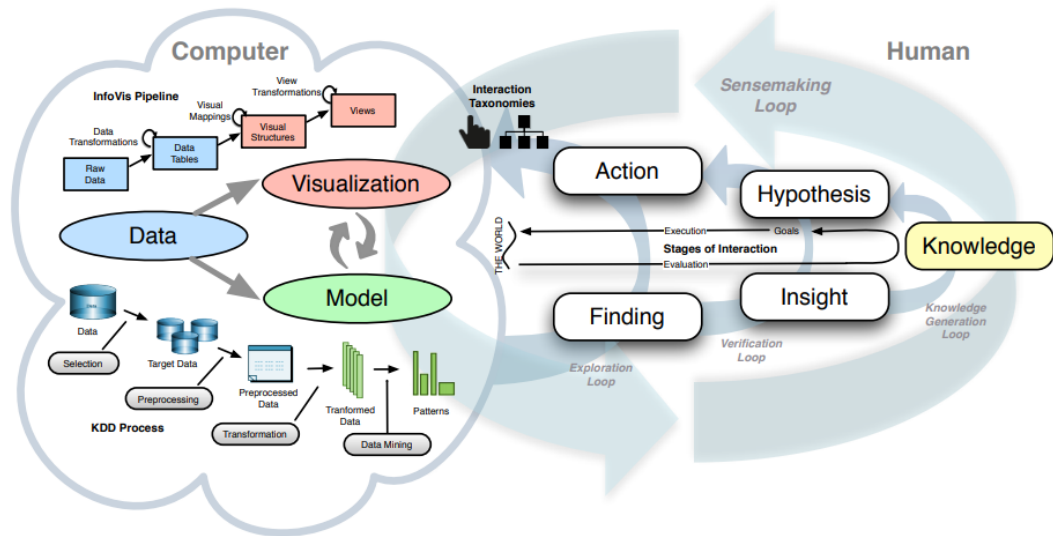 Computer
Human
InfoVis Pipeline
Data
Transformations
Visual
Mappings
View
Transformations
Raw
Data
Data
Tables
Visual
Structures
Views
Interaction
Taxonomies
Sensemaking
Loop
Visualization
Data
Model
Action
Hypothesis
THE WORLD
Execution
Goals
Stages of Interaction
Evaluation
Knowledge
Finding
Insight
Exploration
Loop
Verification
Loop
Knowledge
Generation
Loop
Data
Selection
Target Data
Preprocessing
Preprocessed
Data
Transformation
Tranformed
Data
Data Mining
Patterns
KDD Process